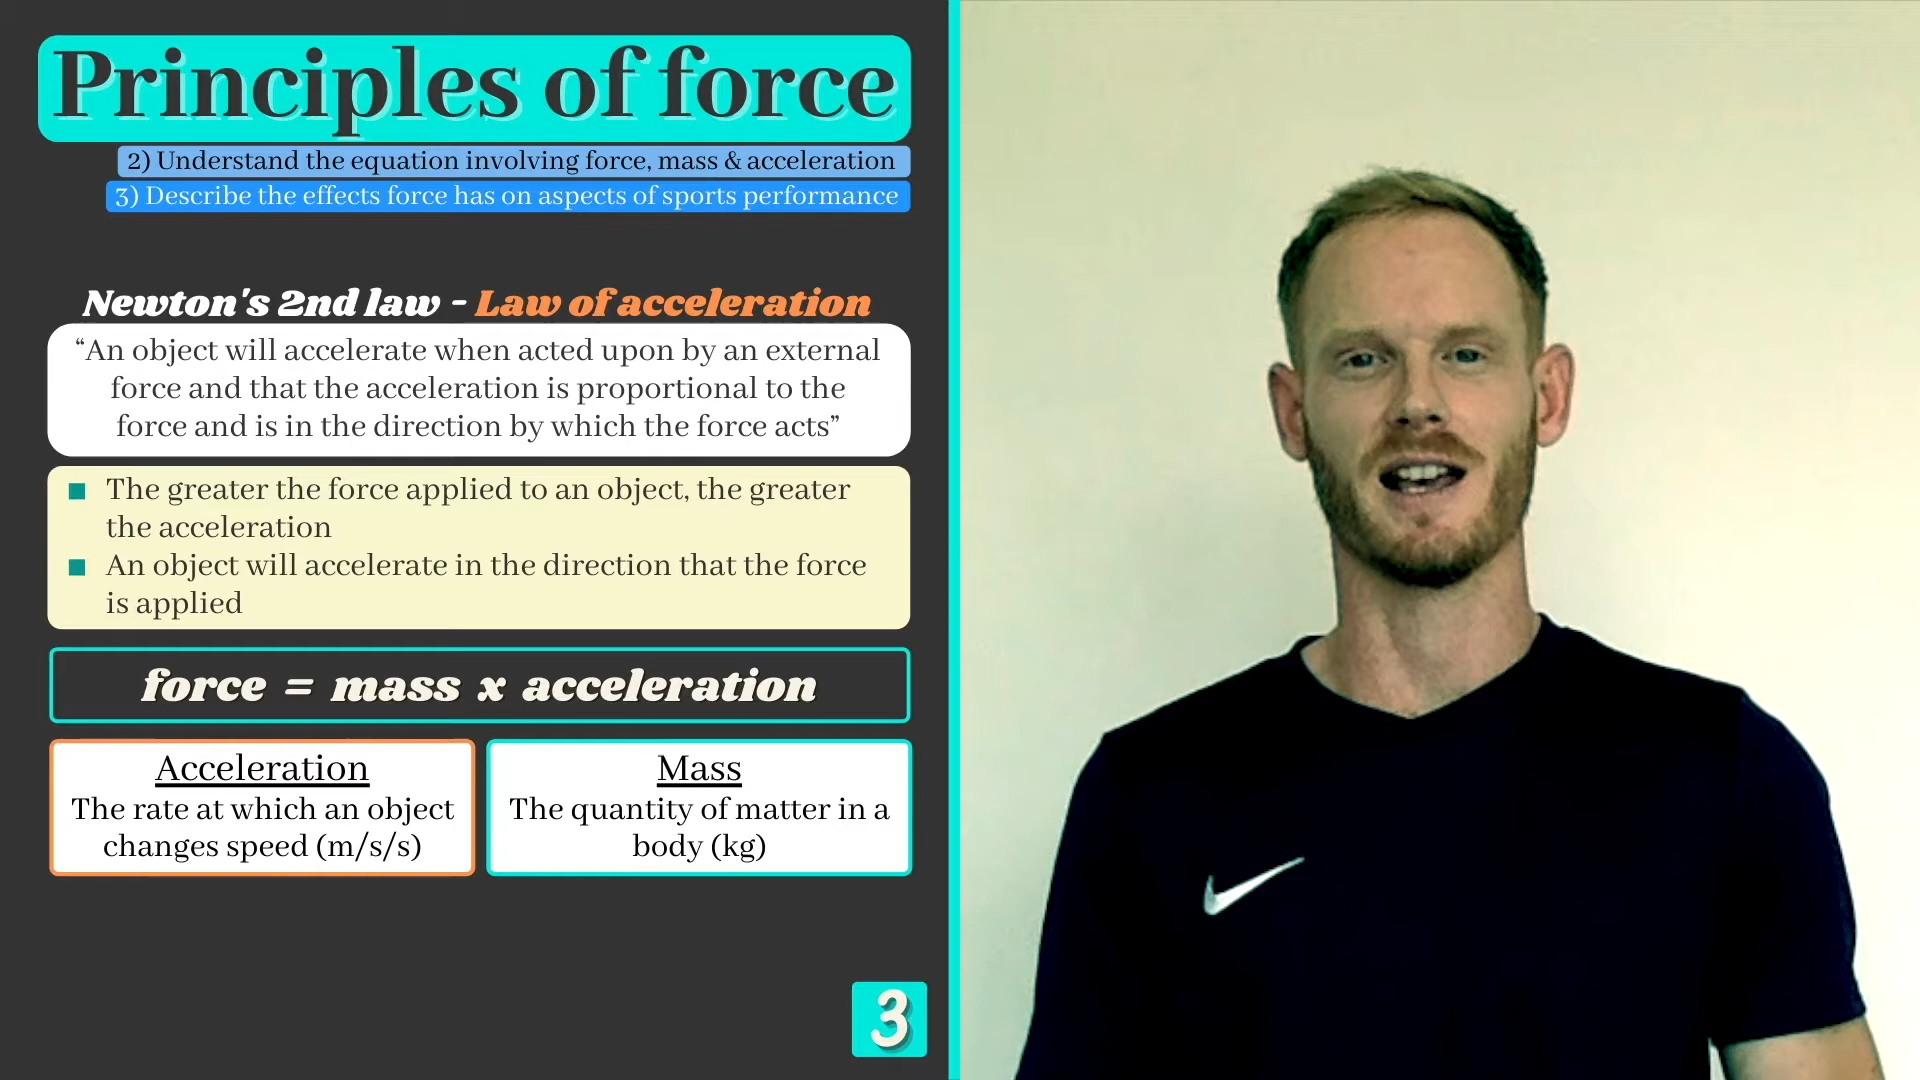 Principles of force
2) Understand the equation involving force, mass & acceleration
3) Describe the effects force has on aspects of sports performance
Newton's 2nd law - Law of acceleration
“An object will accelerate when acted upon by an external
force and that the acceleration is proportional to the
force and is in the direction by which the force acts”
The greater the force applied to an object, the greater
the acceleration
An object will accelerate in the direction that the force
is applied
force = mass x acceleration
Acceleration
The rate at which an object
changes speed (m/s/s)
Mass
The quantity of matter in a
body (kg)
3